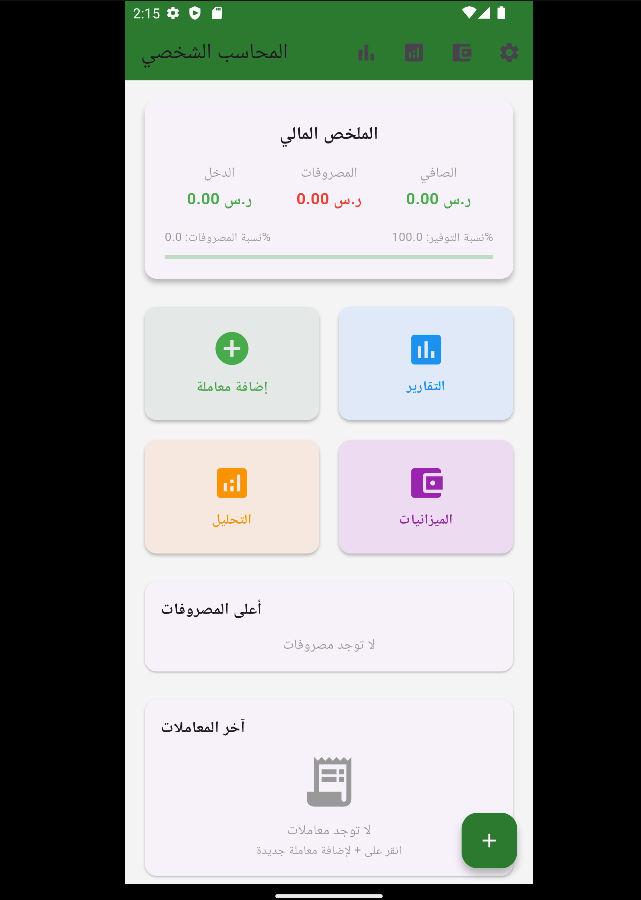 2:15
المحاسب الشخصي
الملخص المالي
الدخل المصروفات الصافي
ر.س 0.00 ر.س 0.00 ر.س 0.00
نسبة المصروفات: 0.0% نسبة التوفير: 100.0%
إضافة معاملة
التقارير
التحليل
الميزانيات
أعلى المصروفات
لا توجد مصروفات
آخر المعاملات
لا توجد معاملات
انقر على + لإضافة معاملة جديدة